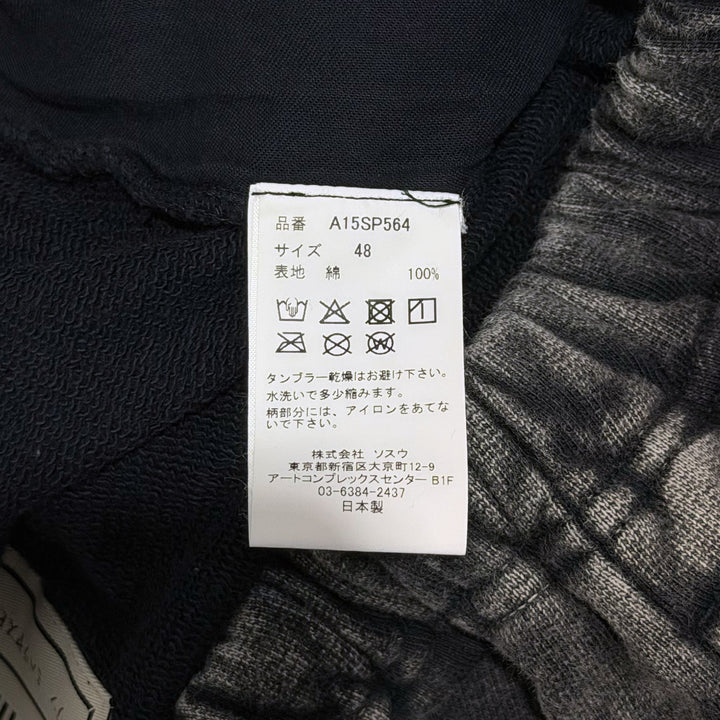 品番 A15SP564
サイズ 48
表地 綿 100%
タンブラー乾燥はお避け下さい。
水洗いで多少縮みます。
柄部分には、アイロンをあてな
いで下さい。
株式会社 ソスウ
東京都新宿区大京町12-9
アートコンプレックスセンター B1F
03-6384-2437
日本製